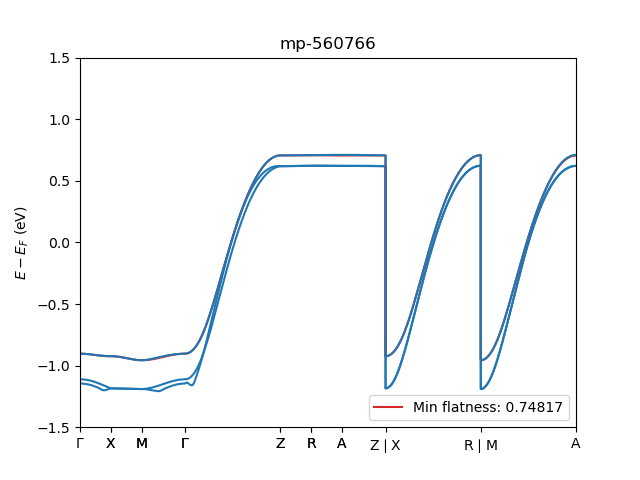 mp-560766
1.5
1.0
0.5
0.0
−0.5
−1.0
−1.5
E − E_F (eV)
Min flatness: 0.74817
Γ X M Γ Z R A Z | X R | M A